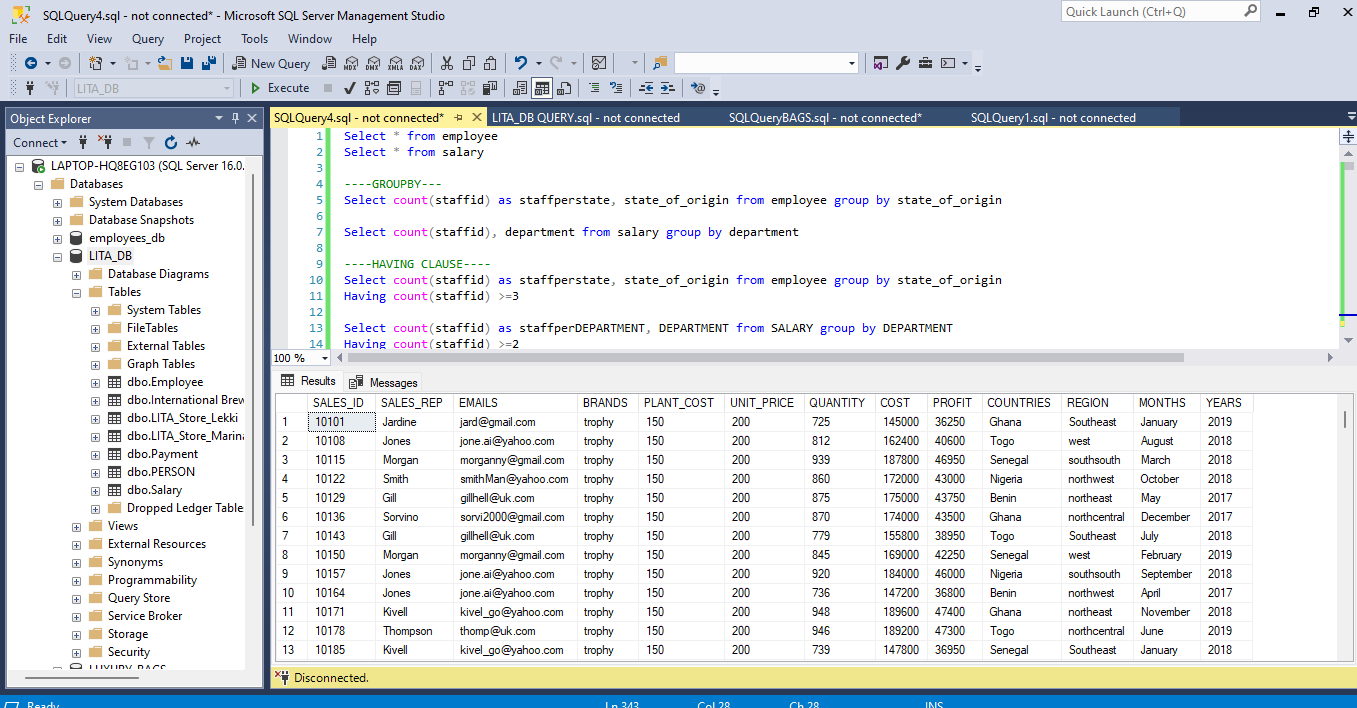 SQLQuery4.sql - not connected* - Microsoft SQL Server Management Studio
Quick Launch (Ctrl+Q)
File Edit View Query Project Tools Window Help
New Query MDX DMX XMLA DAX
LITA_DB Execute
Object Explorer
Connect
LAPTOP-HQ8EG103 (SQL Server 16.0.
Databases
System Databases
Database Snapshots
employees_db
LITA_DB
Database Diagrams
Tables
System Tables
FileTables
External Tables
Graph Tables
dbo.Employee
dbo.International Brew
dbo.LITA_Store_Lekki
dbo.LITA_Store_Marina
dbo.Payment
dbo.PERSON
dbo.Salary
Dropped Ledger Table
Views
External Resources
Synonyms
Programmability
Query Store
Service Broker
Storage
Security
LUXURY_BAGS
SQLQuery4.sql - not connected* LITA_DB QUERY.sql - not connected SQLQueryBAGS.sql - not connected* SQLQuery1.sql - not connected
1 Select * from employee
2 Select * from salary
3
4 ----GROUPBY---
5 Select count(staffid) as staffperstate, state_of_origin from employee group by state_of_origin
6
7 Select count(staffid), department from salary group by department
8
9 ----HAVING CLAUSE----
10 Select count(staffid) as staffperstate, state_of_origin from employee group by state_of_origin
11 Having count(staffid) >=3
12
13 Select count(staffid) as staffperDEPARTMENT, DEPARTMENT from SALARY group by DEPARTMENT
14 Having count(staffid) >=2
100 %
Results Messages
SALES_ID SALES_REP EMAILS BRANDS PLANT_COST UNIT_PRICE QUANTITY COST PROFIT COUNTRIES REGION MONTHS YEARS
1 10101 Jardine jard@gmail.com trophy 150 200 725 145000 36250 Ghana Southeast January 2019
2 10108 Jones jone.ai@yahoo.com trophy 150 200 812 162400 40600 Togo west August 2018
3 10115 Morgan morganny@gmail.com trophy 150 200 939 187800 46950 Senegal southsouth March 2018
4 10122 Smith smithMan@yahoo.com trophy 150 200 860 172000 43000 Nigeria northwest October 2018
5 10129 Gill gillhell@uk.com trophy 150 200 875 175000 43750 Benin northeast May 2017
6 10136 Sorvino sorvi2000@gmail.com trophy 150 200 870 174000 43500 Ghana northcentral December 2017
7 10143 Gill gillhell@uk.com trophy 150 200 779 155800 38950 Togo Southeast July 2018
8 10150 Morgan morganny@gmail.com trophy 150 200 845 169000 42250 Senegal west February 2019
9 10157 Jones jone.ai@yahoo.com trophy 150 200 920 184000 46000 Nigeria southsouth September 2018
10 10164 Jones jone.ai@yahoo.com trophy 150 200 736 147200 36800 Benin northwest April 2017
11 10171 Kivell kivel_go@yahoo.com trophy 150 200 948 189600 47400 Ghana northeast November 2018
12 10178 Thompson thomp@uk.com trophy 150 200 946 189200 47300 Togo northcentral June 2019
13 10185 Kivell kivel_go@yahoo.com trophy 150 200 739 147800 36950 Senegal Southeast January 2018
Disconnected.
Ready Ln 343 Col 28 Ch 28 INS